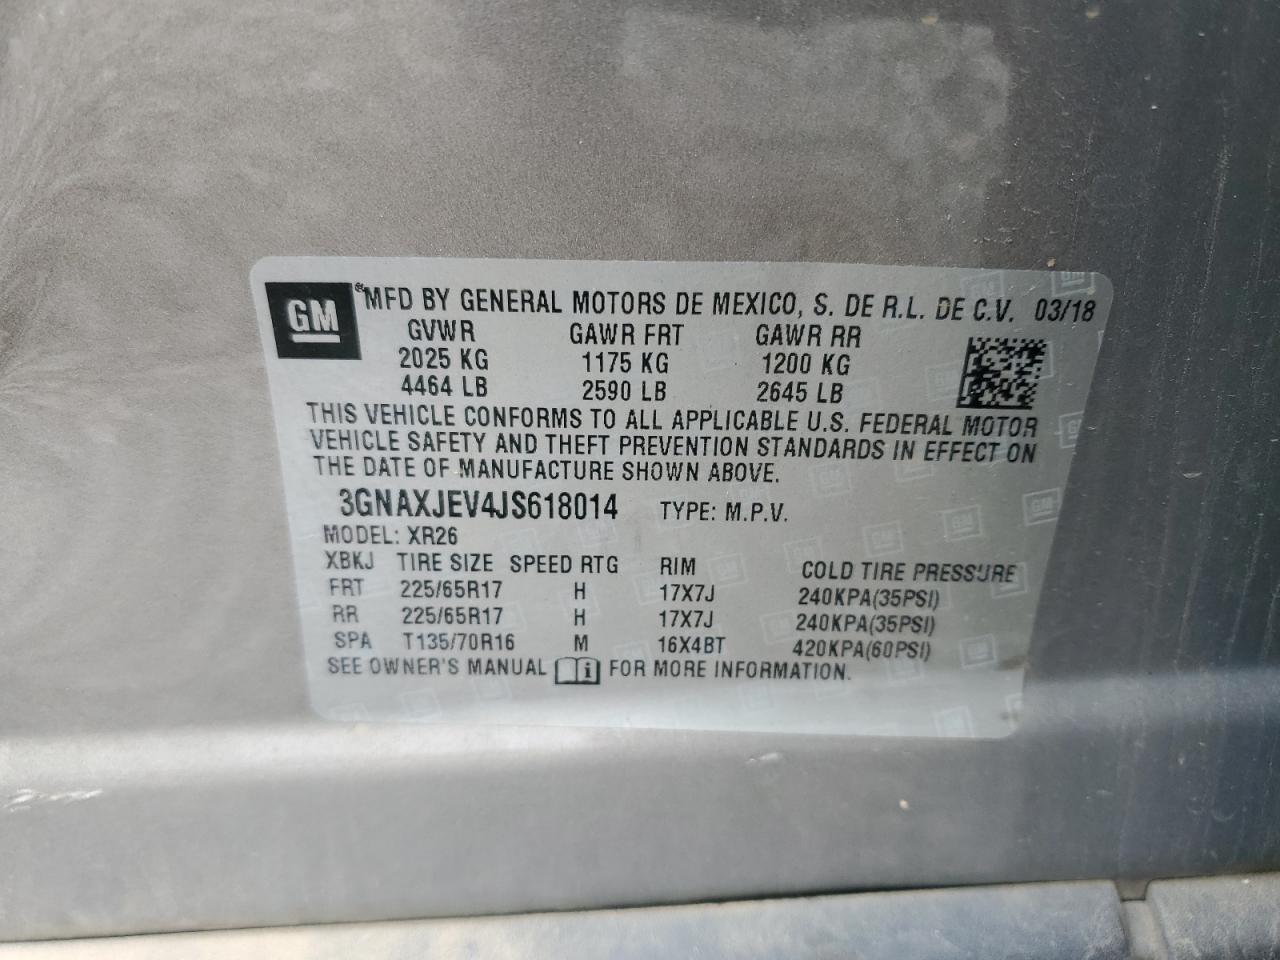 GM ® MFD BY GENERAL MOTORS DE MEXICO, S. DE R.L. DE C.V. 03/18
GVWR GAWR FRT GAWR RR
2025 KG 1175 KG 1200 KG
4464 LB 2590 LB 2645 LB
THIS VEHICLE CONFORMS TO ALL APPLICABLE U.S. FEDERAL MOTOR
VEHICLE SAFETY AND THEFT PREVENTION STANDARDS IN EFFECT ON
THE DATE OF MANUFACTURE SHOWN ABOVE.
3GNAXJEV4JS618014 TYPE: M.P.V.
MODEL: XR26
XBKJ TIRE SIZE SPEED RTG RIM COLD TIRE PRESSURE
FRT 225/65R17 H 17X7J 240KPA(35PSI)
RR 225/65R17 H 17X7J 240KPA(35PSI)
SPA T135/70R16 M 16X4BT 420KPA(60PSI)
SEE OWNER'S MANUAL i FOR MORE INFORMATION.